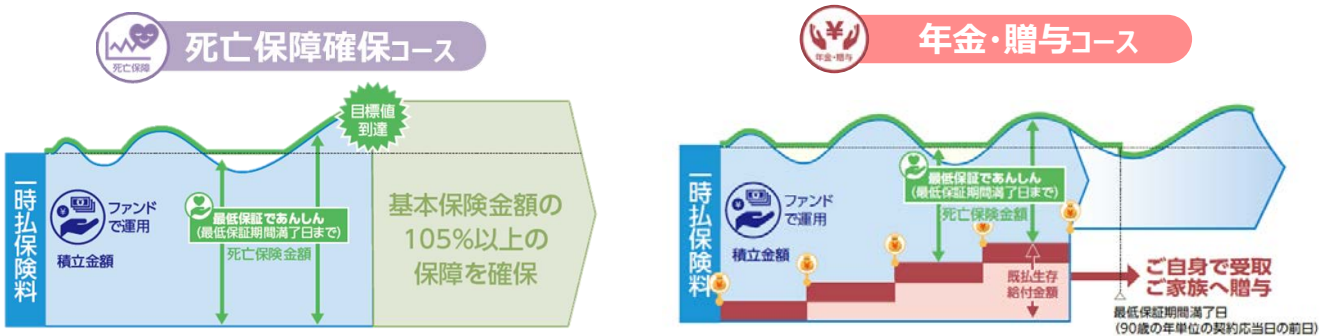 死亡保障
死亡保障確保コース
目標値
到達
一時払保険料
ファンド
で運用
積立金額
最低保証であんしん
(最低保証期間満了日まで)
死亡保険金額
基本保険金額の
105%以上の
保障を確保
年金・贈与
年金・贈与コース
一時払保険料
ファンド
で運用
積立金額
最低保証であんしん
(最低保証期間満了日まで)
死亡保険金額
既払生存
給付金額
ご自身で受取
ご家族へ贈与
最低保証期間満了日
(90歳の年単位の契約応当日の前日)